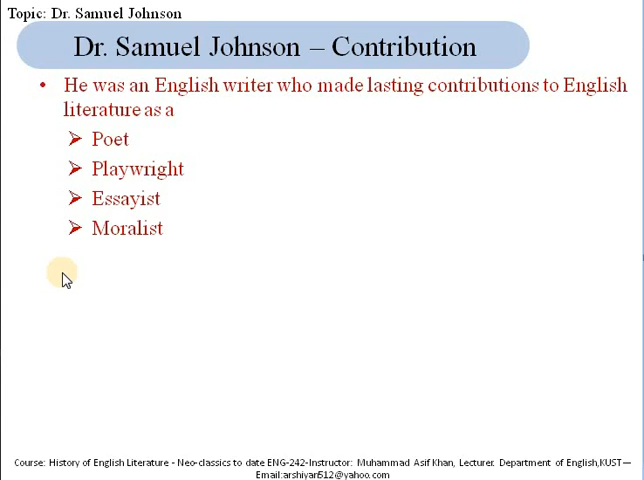 Topic: Dr. Samuel Johnson
Dr. Samuel Johnson – Contribution
• He was an English writer who made lasting contributions to English
literature as a
➢ Poet
➢ Playwright
➢ Essayist
➢ Moralist
Course: History of English Literature - Neo-classics to date ENG-242-Instructor: Muhammad Asif Khan, Lecturer. Department of English,KUST—
Email:arshiyan512@yahoo.com